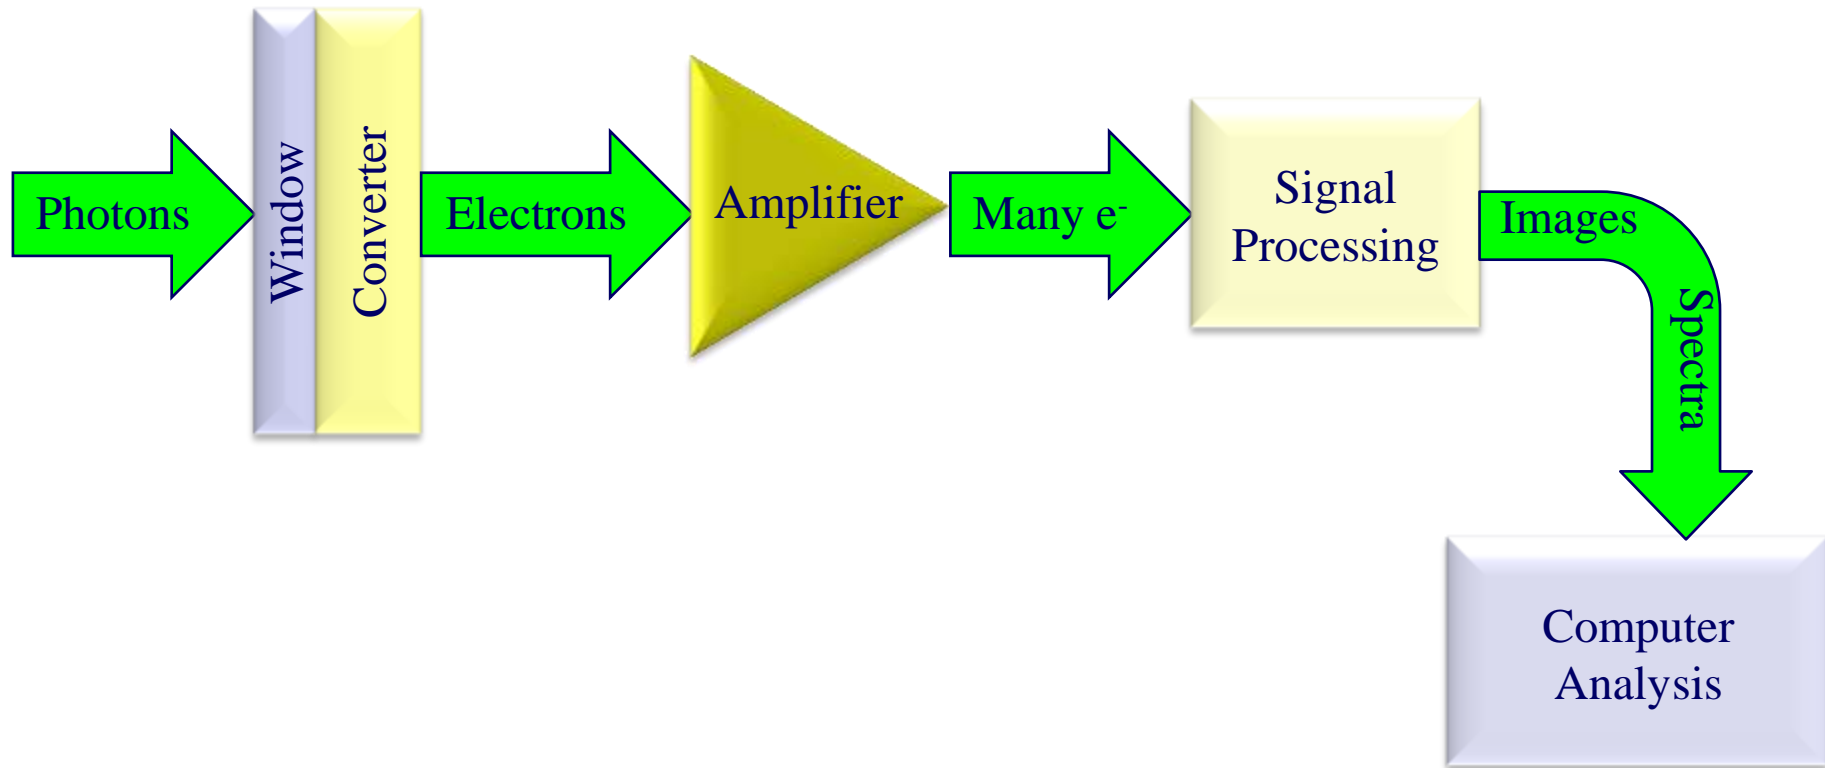 Photons
Window
Converter
Electrons
Amplifier
Many e⁻
Signal
Processing
Images
Spectra
Computer
Analysis